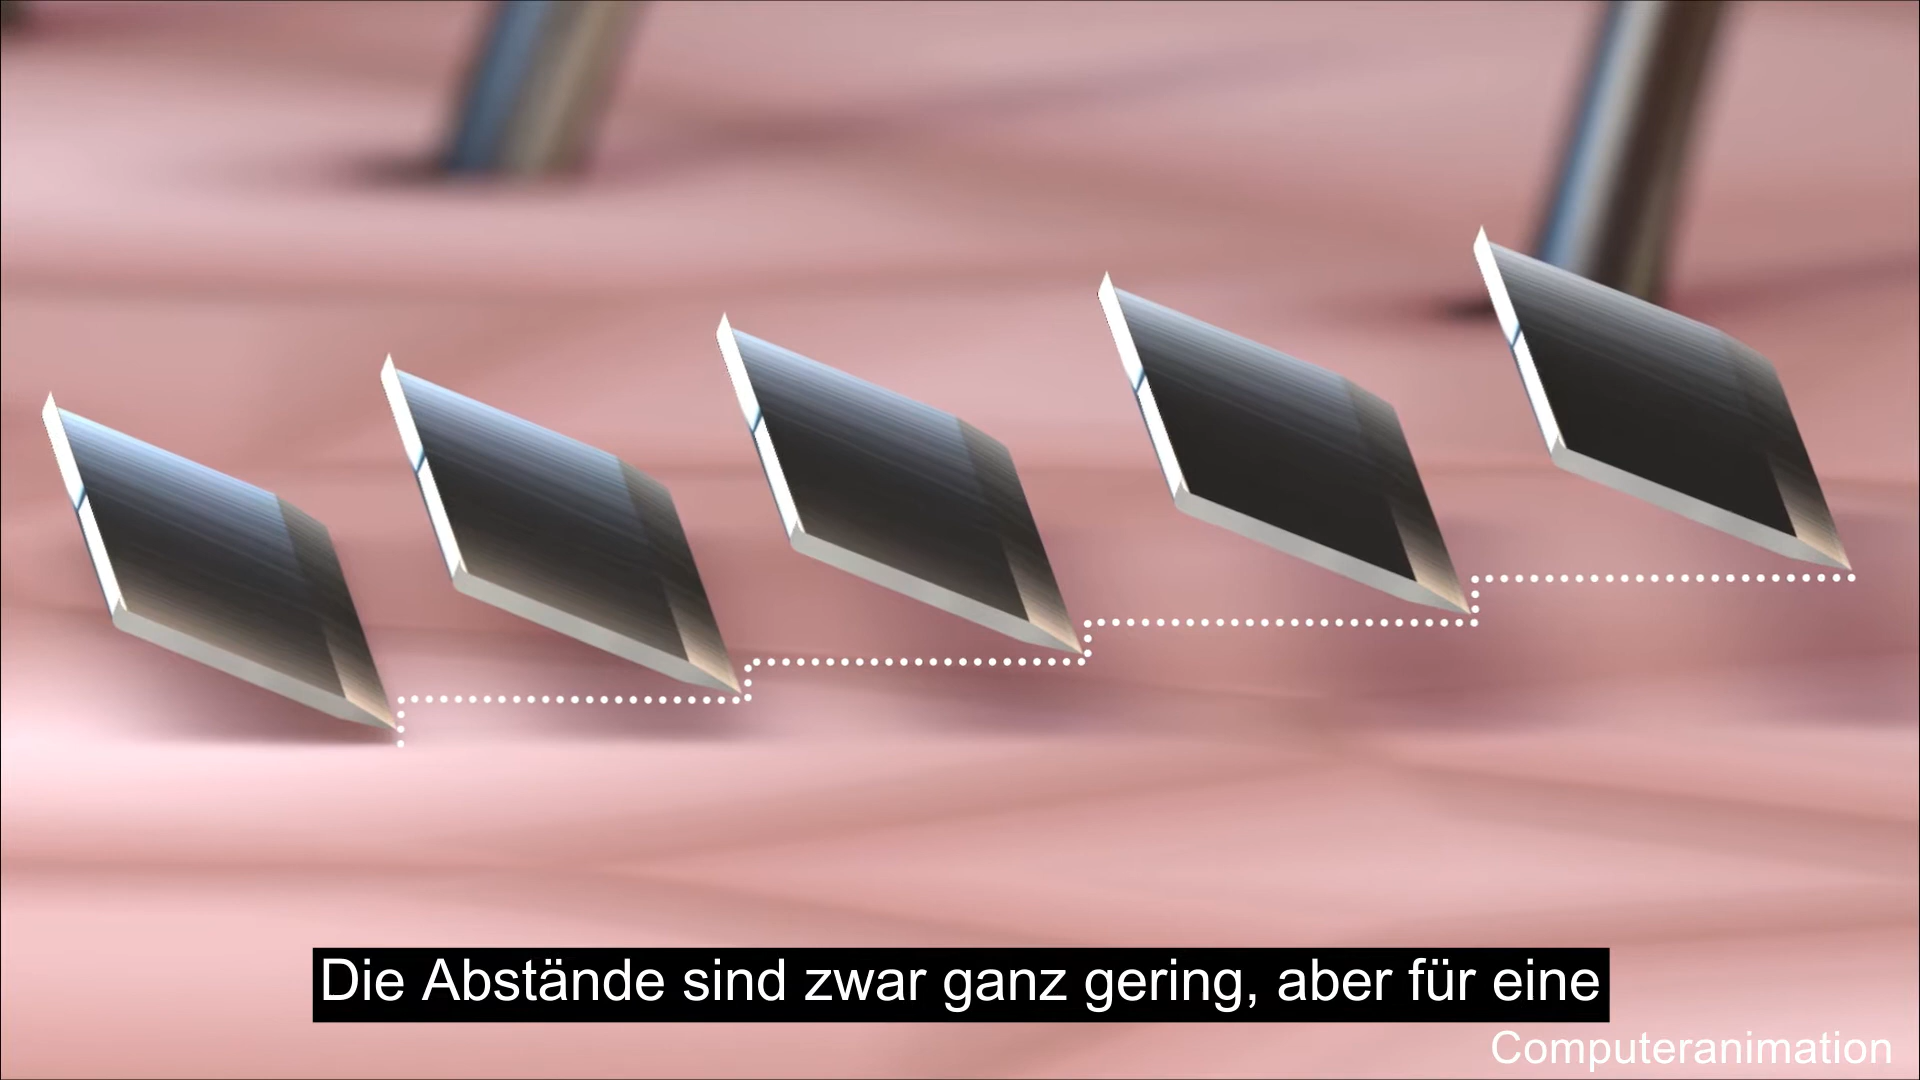 Die Abstände sind zwar ganz gering, aber für eine
Computeranimation